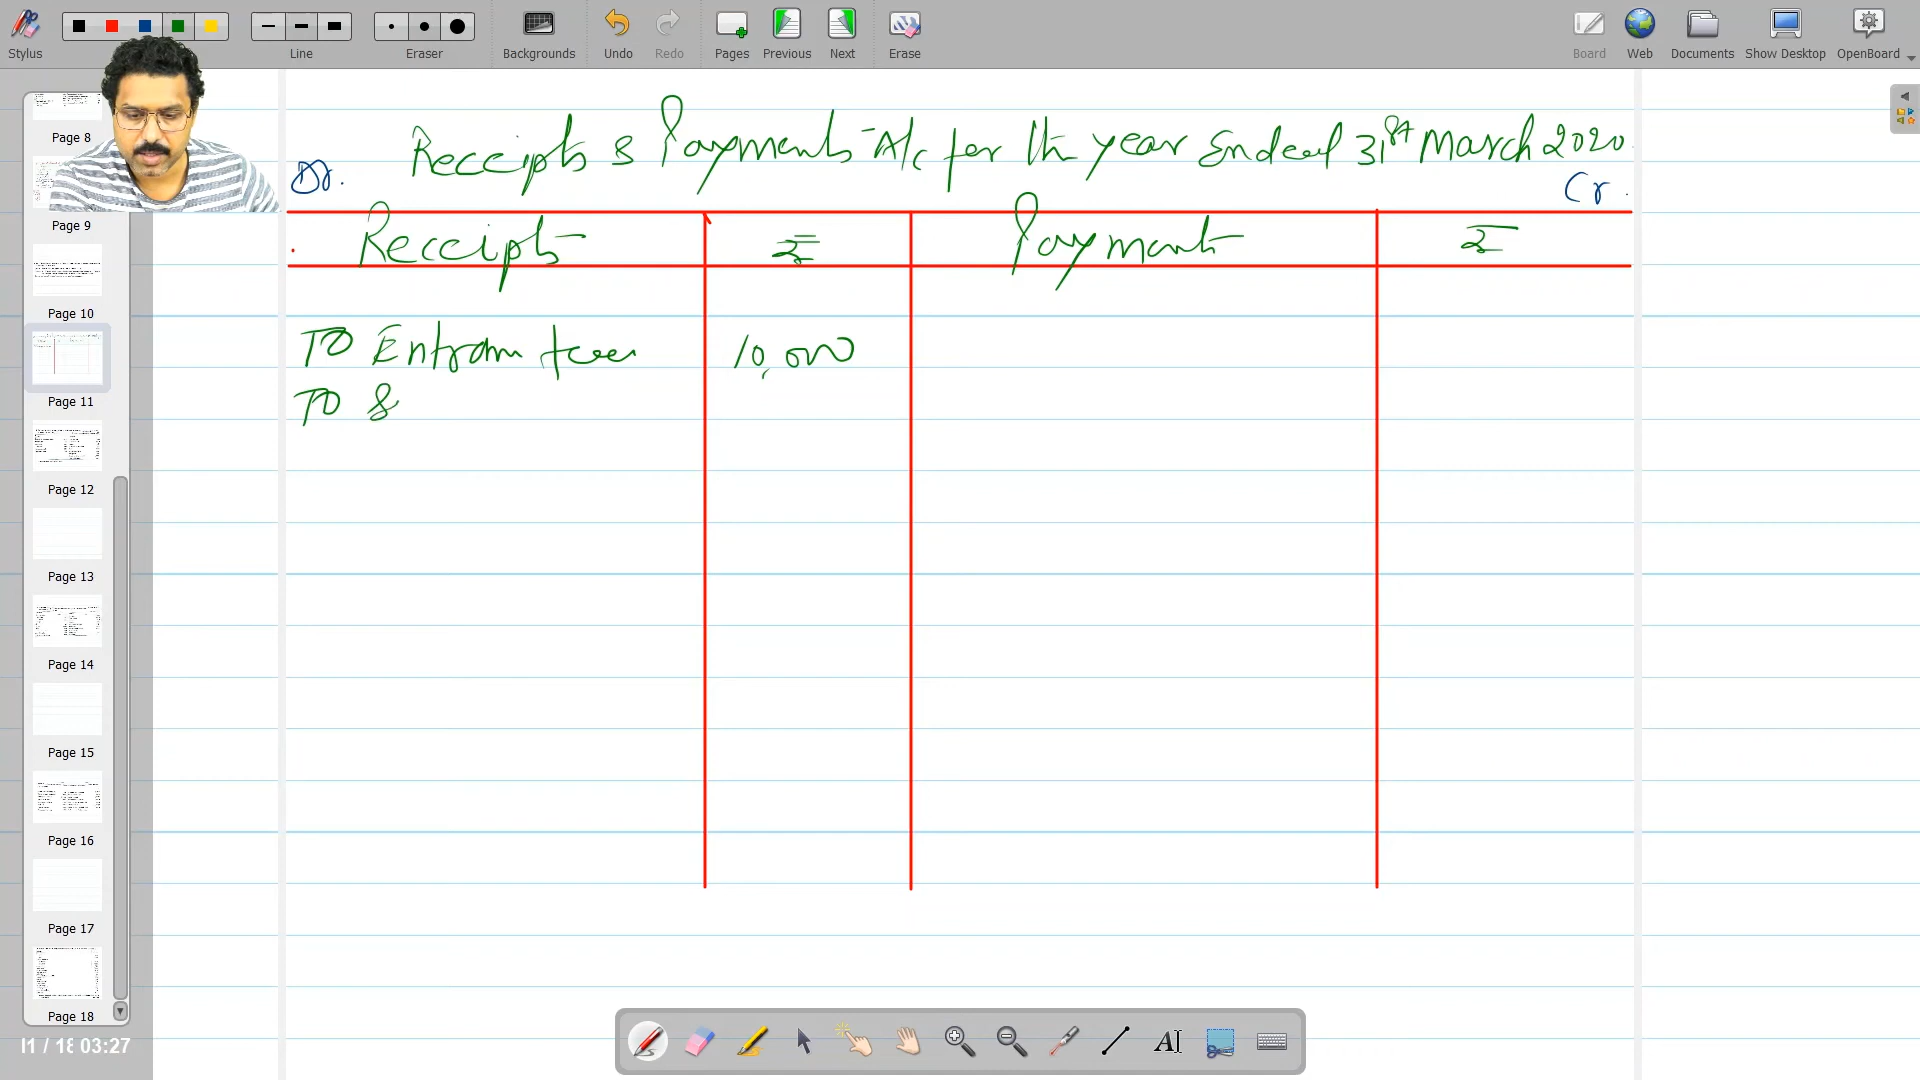 Stylus
Line
Eraser
Backgrounds
Undo
Redo
Pages
Previous
Next
Erase
Board
Web
Documents
Show Desktop
OpenBoard
Receipts & Payments A/c for the year Ended 31st March 2020
Dr.
Cr.
Receipts
₹
Payments
₹
TO Entrance fees
10,000
TO S
Page 8
Page 9
Page 10
Page 11
Page 12
Page 13
Page 14
Page 15
Page 16
Page 17
Page 18
03:27